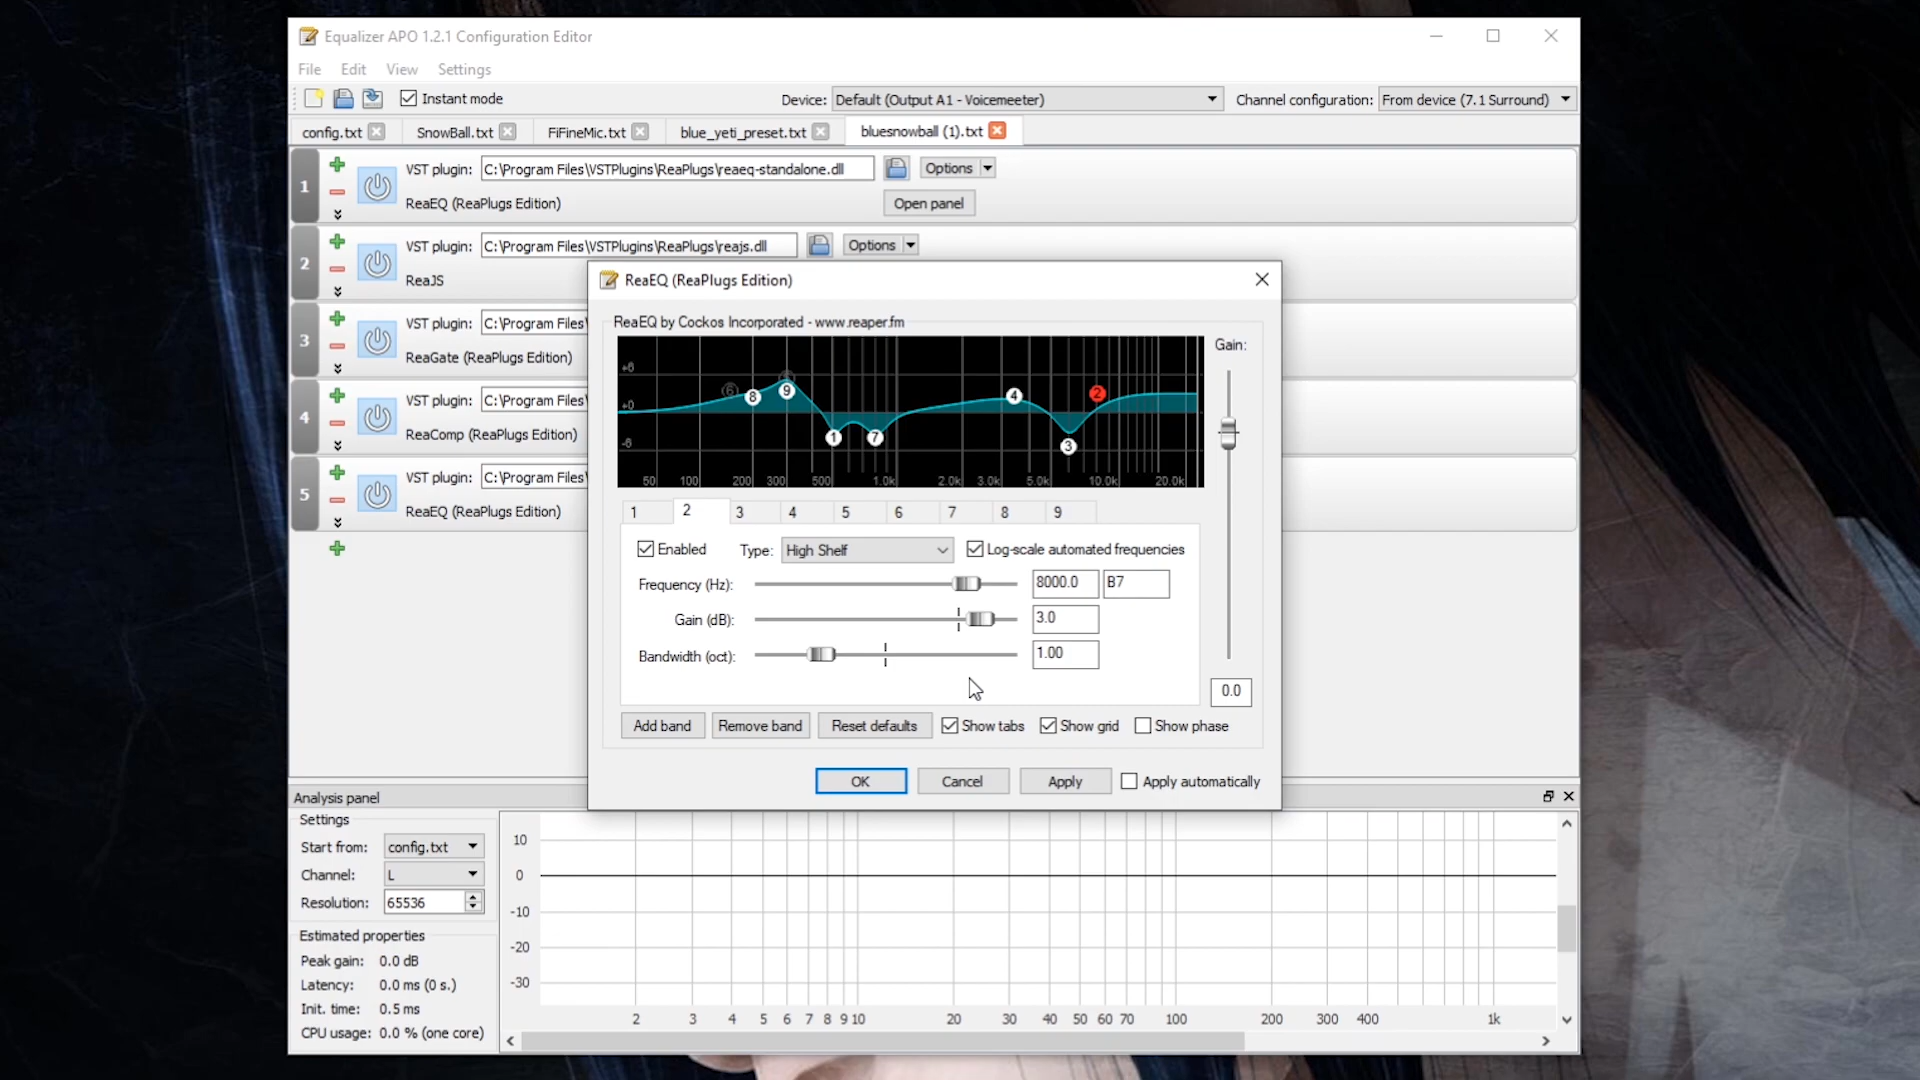 Equalizer APO 1.2.1 Configuration Editor
File Edit View Settings
Instant mode Device: Default (Output A1 - Voicemeeter) Channel configuration: From device (7.1 Surround)
config.txt SnowBall.txt FiFineMic.txt blue_yeti_preset.txt bluesnowball (1).txt
1 VST plugin: C:\Program Files\VSTPlugins\ReaPlugs\reaeq-standalone.dll Options
ReaEQ (ReaPlugs Edition) Open panel
2 VST plugin: C:\Program Files\VSTPlugins\ReaPlugs\reajs.dll Options
ReaJS
3 VST plugin: C:\Program Files
ReaGate (ReaPlugs Edition)
4 VST plugin: C:\Program Files
ReaComp (ReaPlugs Edition)
5 VST plugin: C:\Program Files
ReaEQ (ReaPlugs Edition)
ReaEQ (ReaPlugs Edition)
ReaEQ by Cockos Incorporated - www.reaper.fm
Gain:
+6
+0
-6
6 8 9 1 7 4 2 3
50 100 200 300 500 1.0k 2.0k 3.0k 5.0k 10.0k 20.0k
1 2 3 4 5 6 7 8 9
Enabled Type: High Shelf Log-scale automated frequencies
Frequency (Hz): 8000.0 B7
Gain (dB): 3.0
Bandwidth (oct): 1.00
0.0
Add band Remove band Reset defaults Show tabs Show grid Show phase
OK Cancel Apply Apply automatically
Analysis panel
Settings
Start from: config.txt
Channel: L
Resolution: 65536
Estimated properties
Peak gain: 0.0 dB
Latency: 0.0 ms (0 s.)
Init. time: 0.5 ms
CPU usage: 0.0 % (one core)
10
0
-10
-20
-30
2 3 4 5 6 7 8 9 10 20 30 40 50 60 70 100 200 300 400 1k